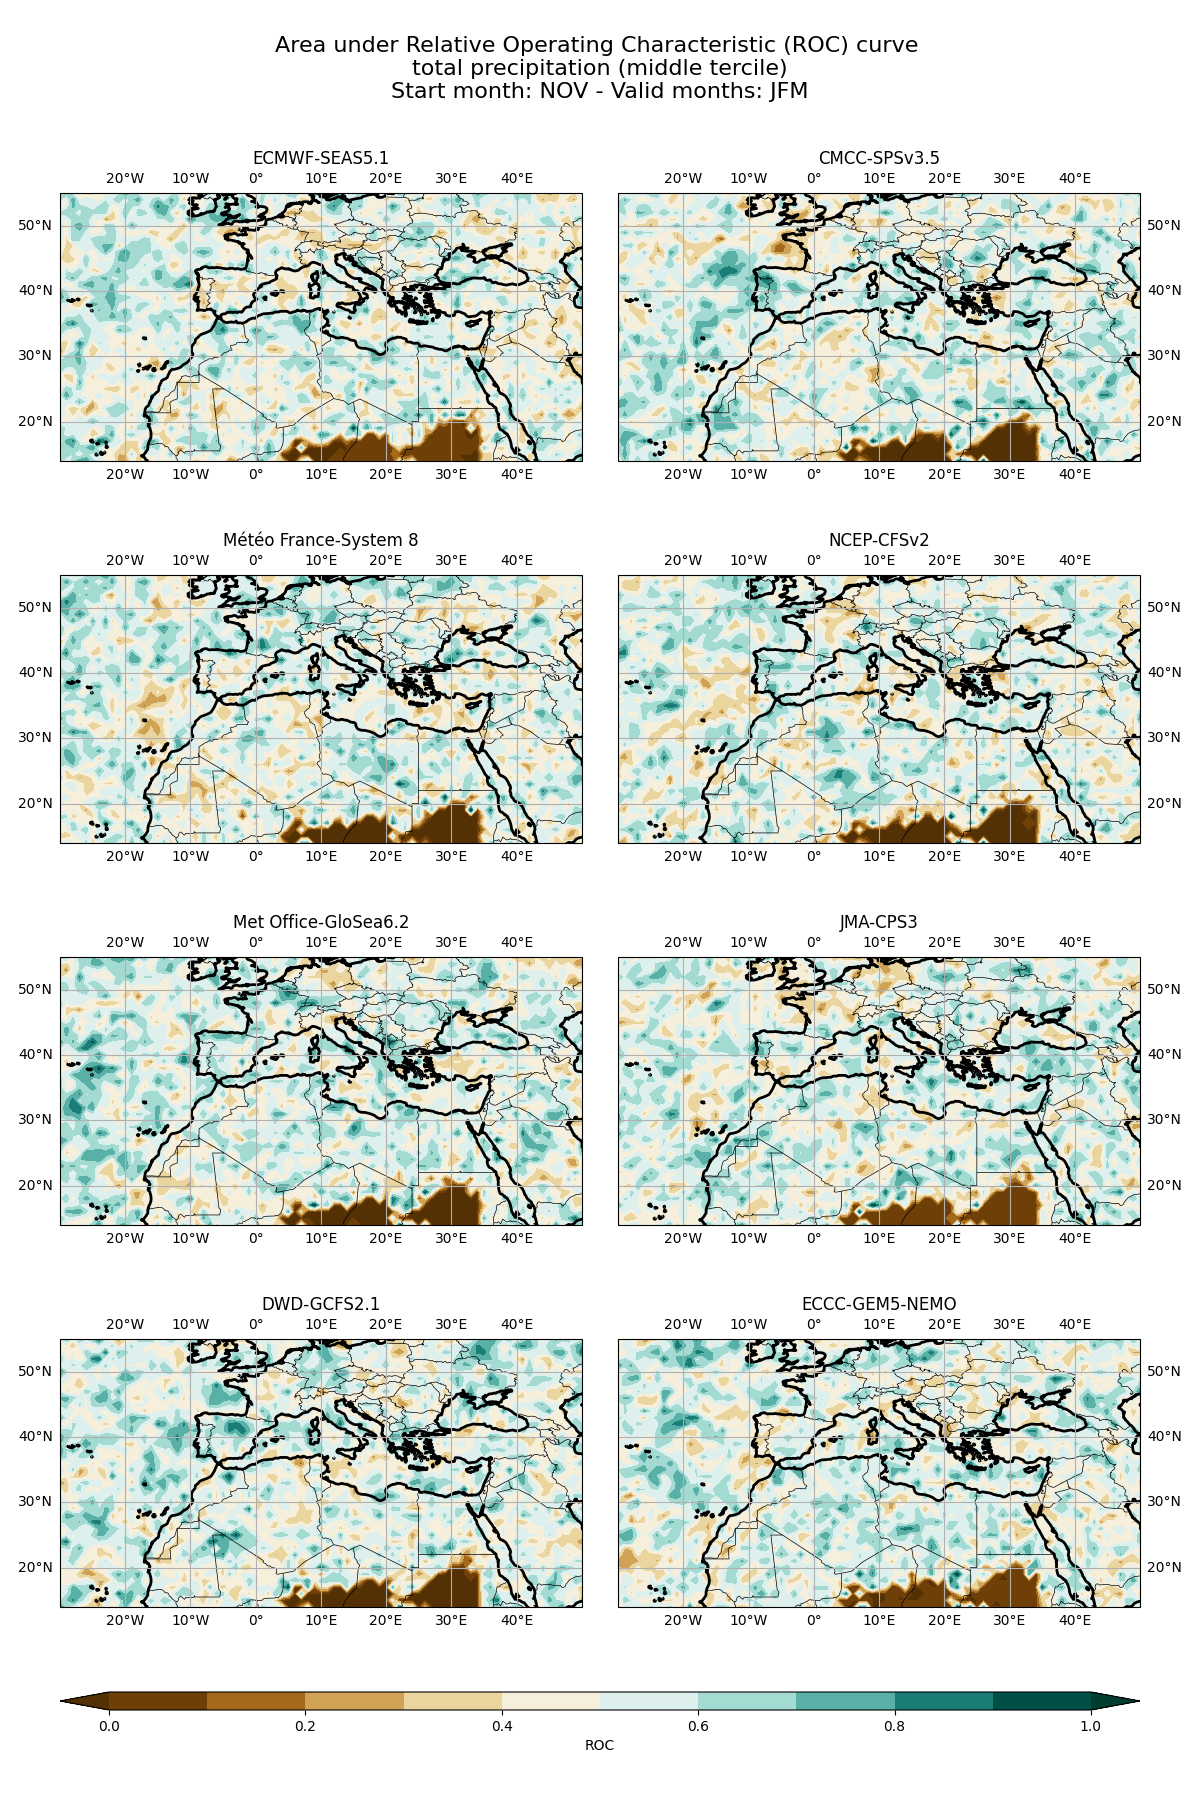 Area under Relative Operating Characteristic (ROC) curve
total precipitation (middle tercile)
Start month: NOV - Valid months: JFM
ECMWF-SEAS5.1
20°W 10°W 0° 10°E 20°E 30°E 40°E
50°N
40°N
30°N
20°N
20°W 10°W 0° 10°E 20°E 30°E 40°E
CMCC-SPSv3.5
20°W 10°W 0° 10°E 20°E 30°E 40°E
50°N
40°N
30°N
20°N
20°W 10°W 0° 10°E 20°E 30°E 40°E
Météo France-System 8
20°W 10°W 0° 10°E 20°E 30°E 40°E
50°N
40°N
30°N
20°N
20°W 10°W 0° 10°E 20°E 30°E 40°E
NCEP-CFSv2
20°W 10°W 0° 10°E 20°E 30°E 40°E
50°N
40°N
30°N
20°N
20°W 10°W 0° 10°E 20°E 30°E 40°E
Met Office-GloSea6.2
20°W 10°W 0° 10°E 20°E 30°E 40°E
50°N
40°N
30°N
20°N
20°W 10°W 0° 10°E 20°E 30°E 40°E
JMA-CPS3
20°W 10°W 0° 10°E 20°E 30°E 40°E
50°N
40°N
30°N
20°N
20°W 10°W 0° 10°E 20°E 30°E 40°E
DWD-GCFS2.1
20°W 10°W 0° 10°E 20°E 30°E 40°E
50°N
40°N
30°N
20°N
20°W 10°W 0° 10°E 20°E 30°E 40°E
ECCC-GEM5-NEMO
20°W 10°W 0° 10°E 20°E 30°E 40°E
50°N
40°N
30°N
20°N
20°W 10°W 0° 10°E 20°E 30°E 40°E
0.0 0.2 0.4 0.6 0.8 1.0
ROC